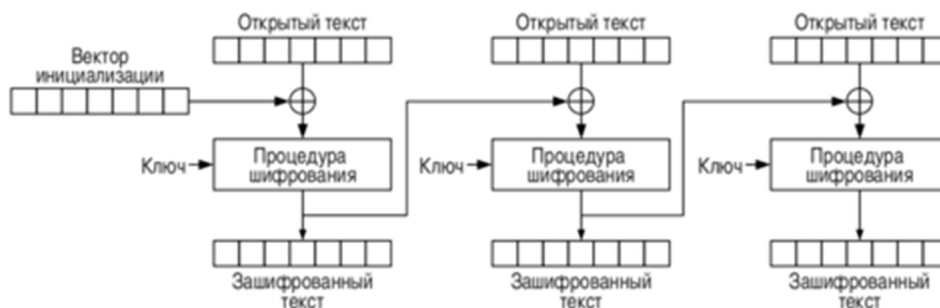 Открытый текст
Открытый текст
Открытый текст
Вектор
инициализации
Ключ
Процедура
шифрования
Ключ
Процедура
шифрования
Ключ
Процедура
шифрования
Зашифрованный
текст
Зашифрованный
текст
Зашифрованный
текст